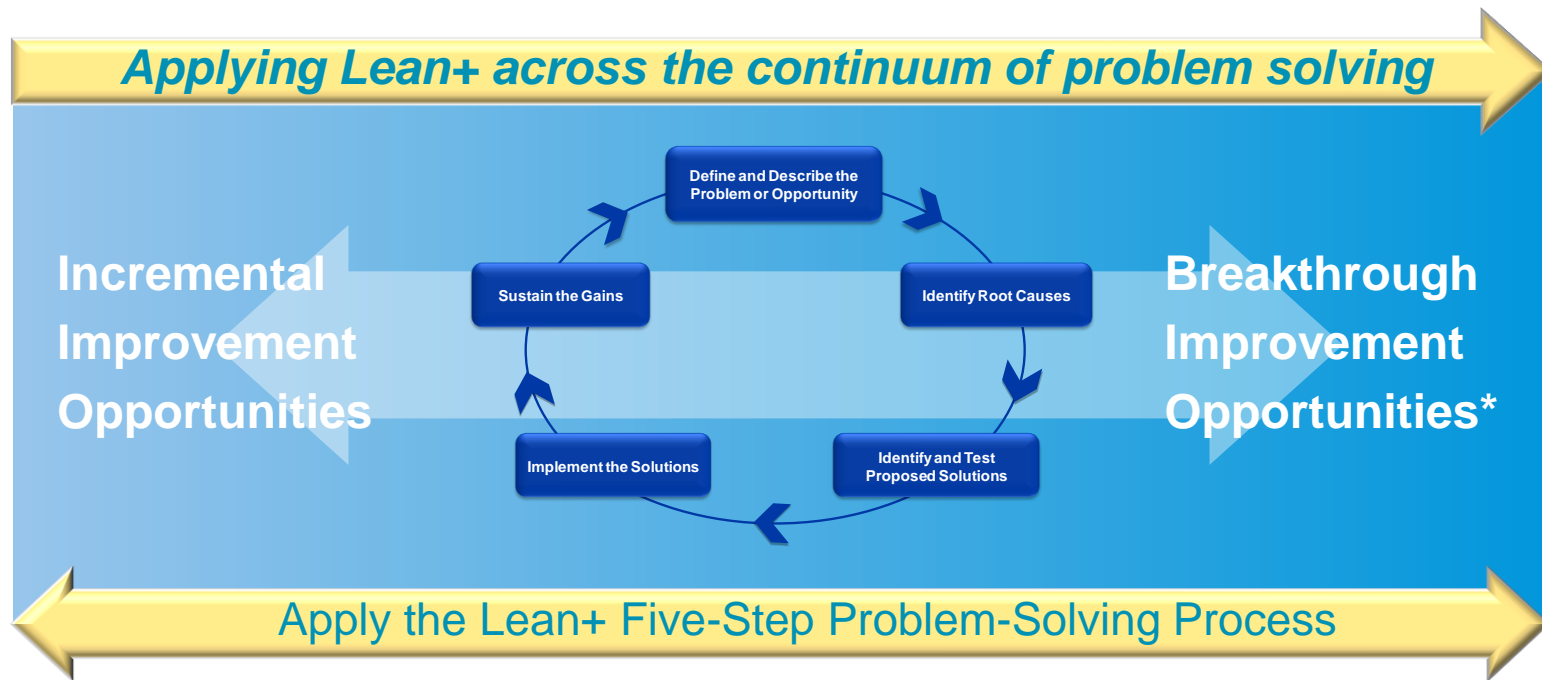 Applying Lean+ across the continuum of problem solving
Define and Describe the
Problem or Opportunity
Incremental
Improvement
Opportunities
Sustain the Gains
Identify Root Causes
Breakthrough
Improvement
Opportunities*
Implement the Solutions
Identify and Test
Proposed Solutions
Apply the Lean+ Five-Step Problem-Solving Process